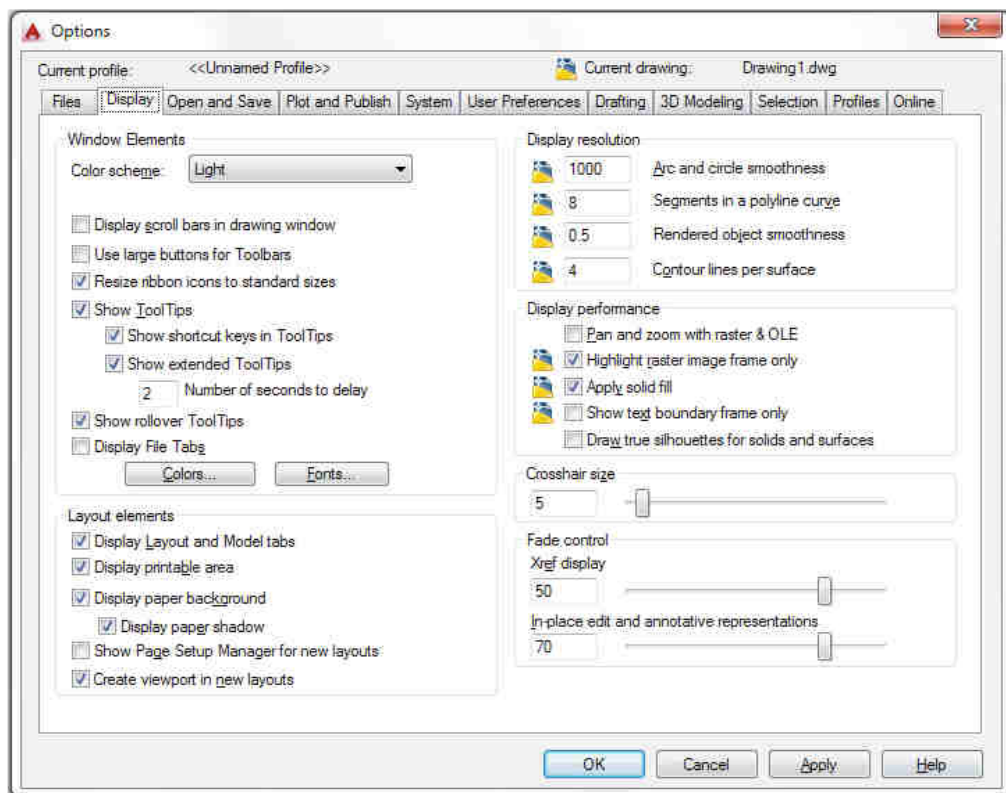 Options
Current profile: <<Unnamed Profile>> Current drawing: Drawing1.dwg
Files Display Open and Save Plot and Publish System User Preferences Drafting 3D Modeling Selection Profiles Online
Window Elements
Color scheme: Light
Display scroll bars in drawing window
Use large buttons for Toolbars
Resize ribbon icons to standard sizes
Show ToolTips
Show shortcut keys in ToolTips
Show extended ToolTips
2 Number of seconds to delay
Show rollover ToolTips
Display File Tabs
Colors... Fonts...
Layout elements
Display Layout and Model tabs
Display printable area
Display paper background
Display paper shadow
Show Page Setup Manager for new layouts
Create viewport in new layouts
Display resolution
1000 Arc and circle smoothness
8 Segments in a polyline curve
0.5 Rendered object smoothness
4 Contour lines per surface
Display performance
Pan and zoom with raster & OLE
Highlight raster image frame only
Apply solid fill
Show text boundary frame only
Draw true silhouettes for solids and surfaces
Crosshair size
5
Fade control
Xref display
50
In-place edit and annotative representations
70
OK Cancel Apply Help